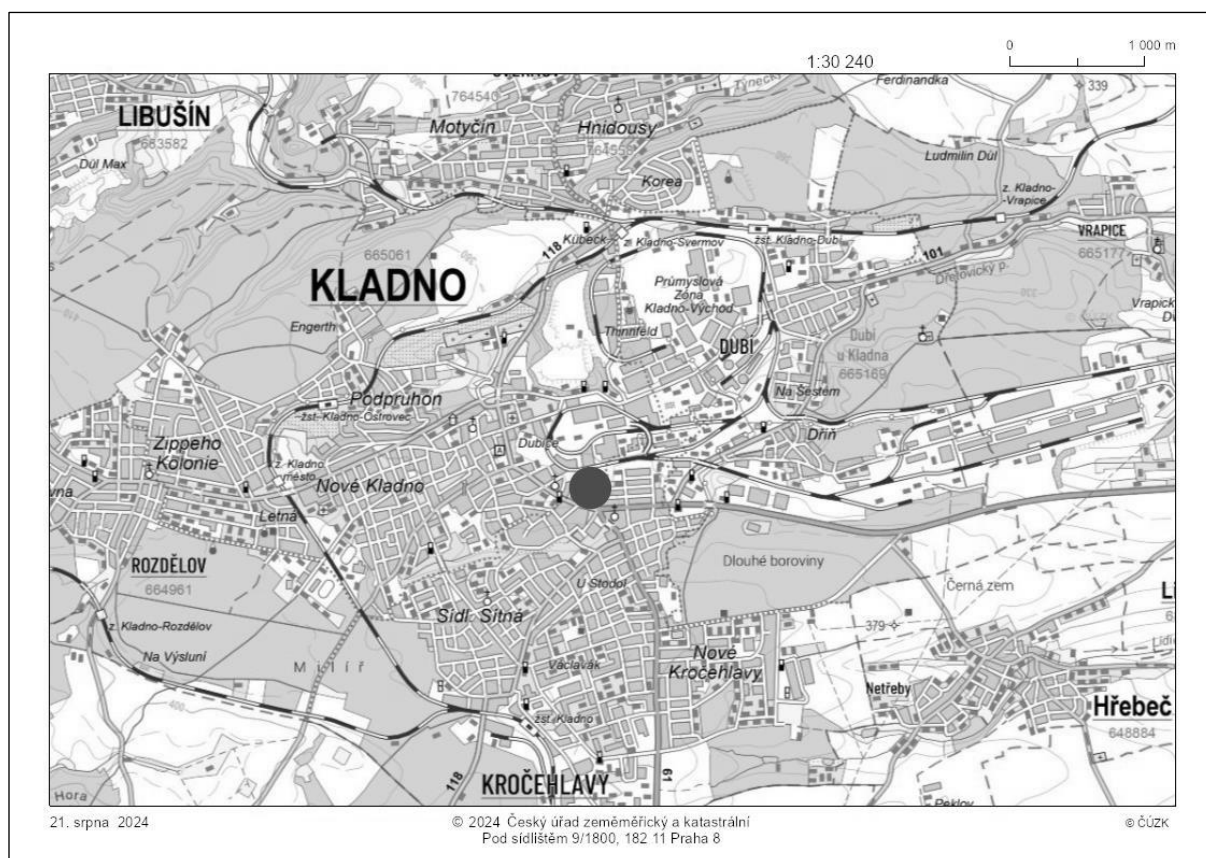 0 1 000 m
1:30 240
764540
Ferdinandka
339
LIBUŠÍN
Motyčín
Hnidousy
Důl Max
Ludmilin Důl
Korea
z. Kladno
-Vrapice
118
Kübeck
z. Kladno-Švermov
žst. Kladno-Dubí
VRAPICE
665061
101
665177
KLADNO
Průmyslová
Zóna
Kladno-Východ
Dřetovický p.
Engerth
Thinnfeld
DUBÍ
Dubí
u Kladna
665169
Podprůhon
Na Šestém
žst. Kladno-Ostrovec
Dubice
Dříň
Zippeho
Kolonie
z. Kladno
město
Nové Kladno
Letná
Dlouhé boroviny
ROZDĚLOV
664961
U Stodol
Černá zem
Sídl. Sítná
379
z. Kladno-Rozdělov
Na Výsluní
Milíř
Václavák
Nové
Kročehlavy
Netřeby
400
žst. Kladno
Hřebeč
648884
118
KROČEHLAVY
61
Hora
Peklov
21. srpna 2024
© 2024 Český úřad zeměměřický a katastrální
© ČÚZK
Pod sídlištěm 9/1800, 182 11 Praha 8